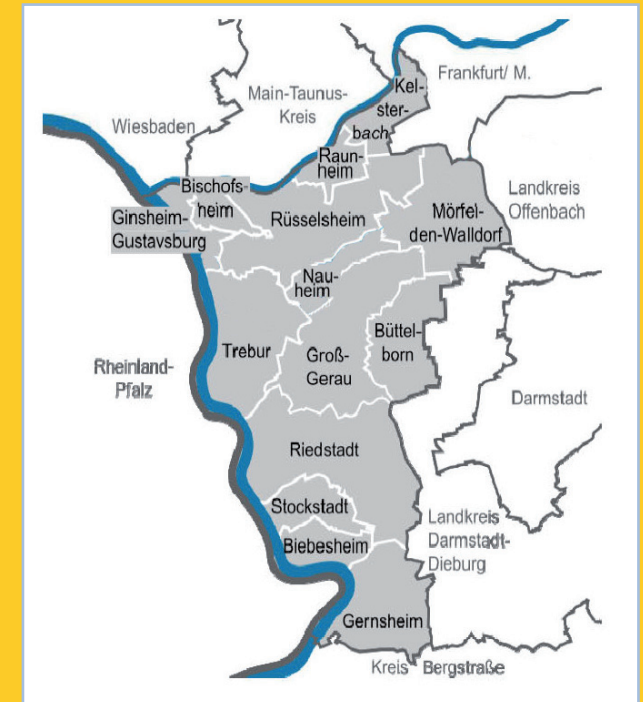 Frankfurt/ M.
Kel-
ster-
bach
Main-Taunus-
Kreis
Wiesbaden
Raun-
heim
Bischofs-
heim
Landkreis
Offenbach
Ginsheim-
Gustavsburg
Rüsselsheim
Mörfel-
den-Walldorf
Nau-
heim
Büttel-
born
Trebur
Groß-
Gerau
Rheinland-
Pfalz
Darmstadt
Riedstadt
Stockstadt
Landkreis
Darmstadt-
Dieburg
Biebesheim
Gernsheim
Kreis Bergstraße